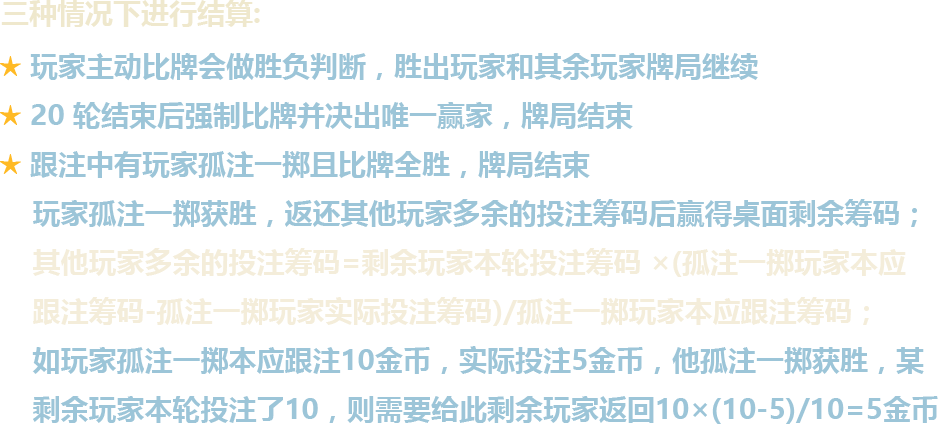 三种情况下进行结算:
★ 玩家主动比牌会做胜负判断，胜出玩家和其余玩家牌局继续
★ 20 轮结束后强制比牌并决出唯一赢家，牌局结束
★ 跟注中有玩家孤注一掷且比牌全胜，牌局结束
玩家孤注一掷获胜，返还其他玩家多余的投注筹码后赢得桌面剩余筹码；
其他玩家多余的投注筹码=剩余玩家本轮投注筹码 ×(孤注一掷玩家本应
跟注筹码-孤注一掷玩家实际投注筹码)/孤注一掷玩家本应跟注筹码；
如玩家孤注一掷本应跟注10金币，实际投注5金币，他孤注一掷获胜，某
剩余玩家本轮投注了10，则需要给此剩余玩家返回10×(10-5)/10=5金币